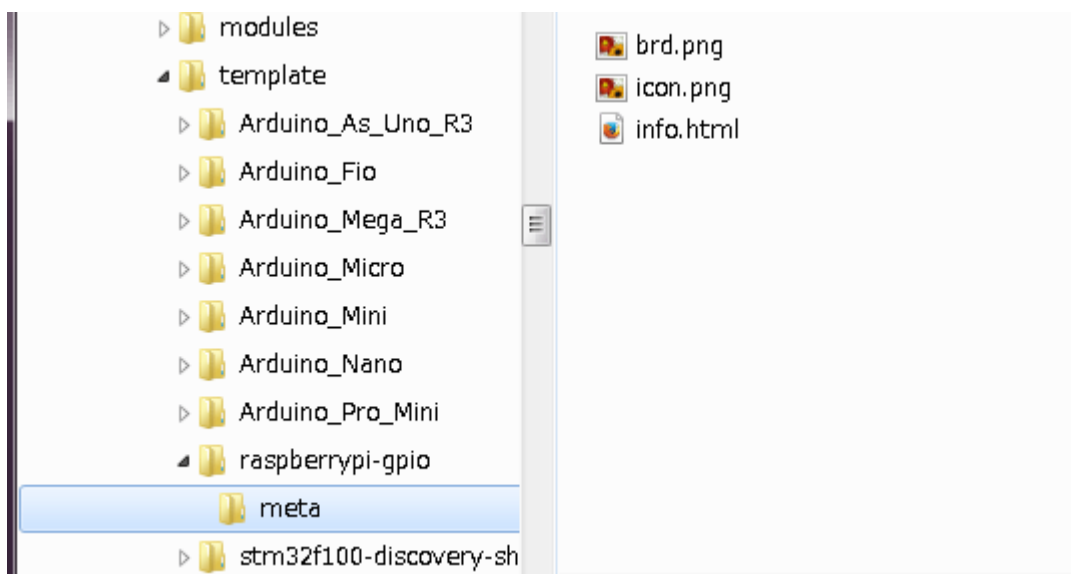 modules
template
Arduino_As_Uno_R3
Arduino_Fio
Arduino_Mega_R3
Arduino_Micro
Arduino_Mini
Arduino_Nano
Arduino_Pro_Mini
raspberrypi-gpio
meta
stm32f100-discovery-sh
brd.png
icon.png
info.html